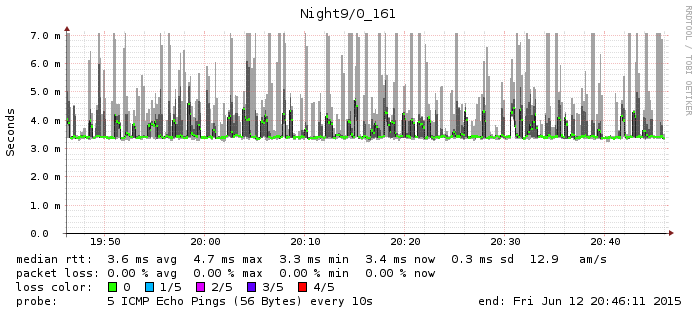 Night9/0_161
RRDTOOL / TOBI OETIKER
Seconds
7.0 m
6.0 m
5.0 m
4.0 m
3.0 m
2.0 m
1.0 m
0.0
19:50 20:00 20:10 20:20 20:30 20:40
median rtt: 3.6 ms avg 4.7 ms max 3.3 ms min 3.4 ms now 0.3 ms sd 12.9 am/s
packet loss: 0.00 % avg 0.00 % max 0.00 % min 0.00 % now
loss color: 0 1/5 2/5 3/5 4/5
probe: 5 ICMP Echo Pings (56 Bytes) every 10s end: Fri Jun 12 20:46:11 2015